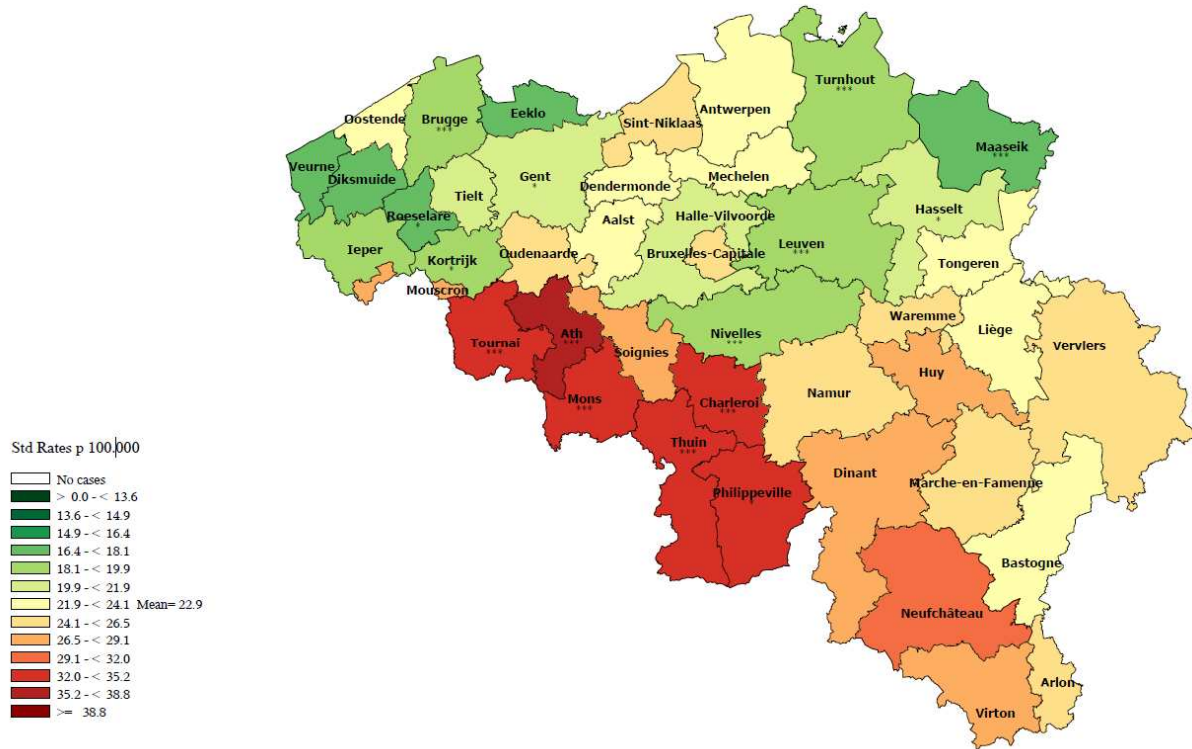 Oostende
Brugge
***
Eeklo
Sint-Niklaas
Antwerpen
Turnhout
***
Maaseik
***
Veurne
Diksmuide
Roeselare
*
Tielt
Gent
*
Dendermonde
Mechelen
Hasselt
*
Ieper
Kortrijk
*
Oudenaarde
Aalst
Halle-Vilvoorde
*
Bruxelles-Capitale
Leuven
***
Tongeren
Mouscron
Tournai
***
Ath
***
Soignies
Nivelles
***
Waremme
Liège
Verviers
Mons
***
Charleroi
***
Namur
Huy
Thuin
***
Philippeville
*
Dinant
Marche-en-Famenne
Bastogne
Neufchâteau
Virton
Arlon
Std Rates p 100.000
No cases
> 0.0 - < 13.6
13.6 - < 14.9
14.9 - < 16.4
16.4 - < 18.1
18.1 - < 19.9
19.9 - < 21.9
21.9 - < 24.1 Mean= 22.9
24.1 - < 26.5
26.5 - < 29.1
29.1 - < 32.0
32.0 - < 35.2
35.2 - < 38.8
>= 38.8